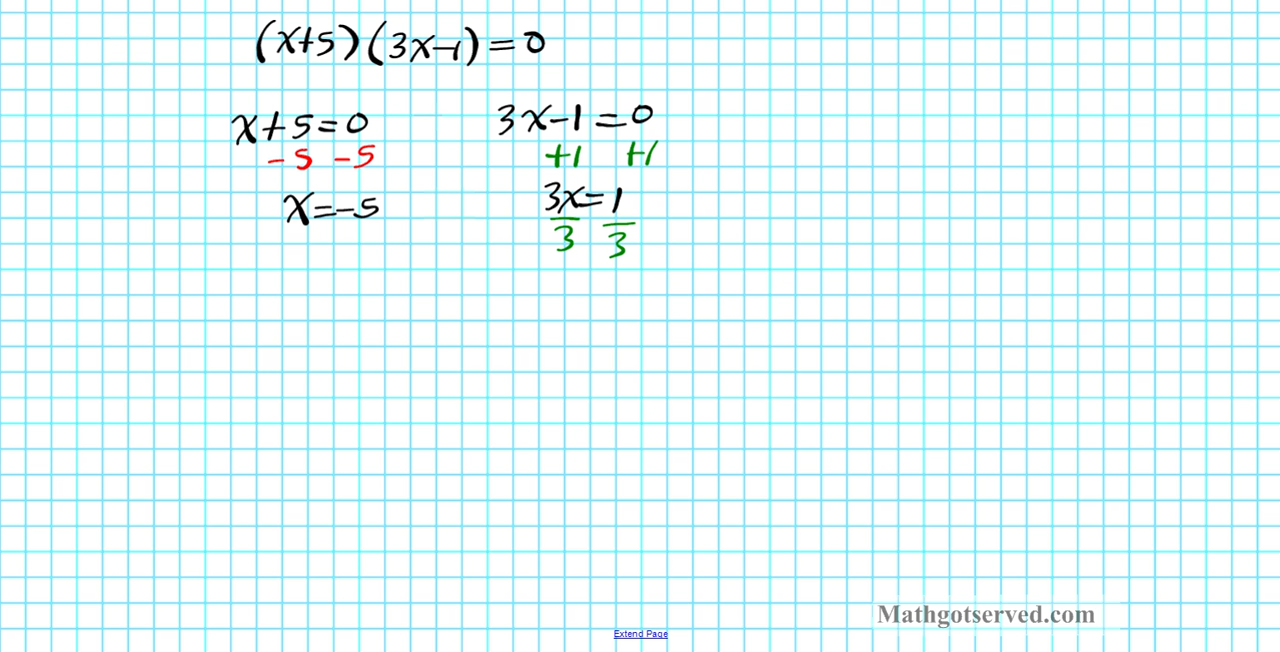 (x+5)(3x-1)=0
x+5=0
-5 -5
x=-5
3x-1=0
+1 +1
3x=1
3 3
Mathgotserved.com
Extend Page